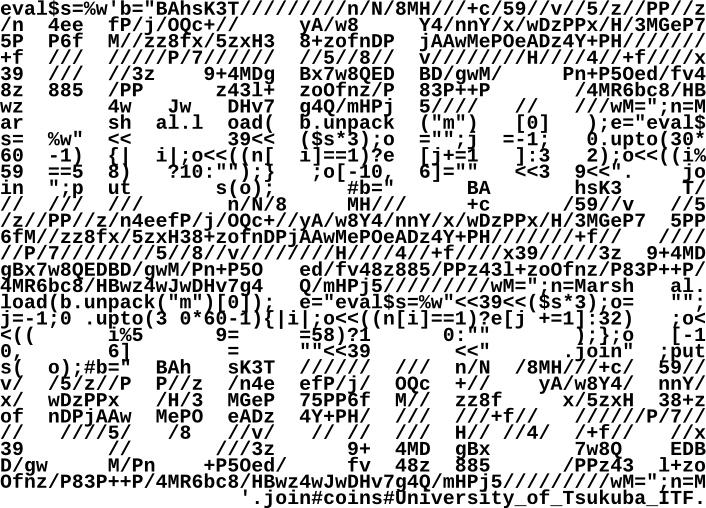 eval$s=%w'b="BAhsK3T/////////n/N/8MH///+c/59//v//5/z//PP//z
/n  4ee  fP/j/OQc+//       yA/w8      Y4/nnY/x/wDzPPx/H/3MGeP7
5P  P6f  M//zz8fx/5zxH3   8+zofnDP   jAAwMePOeADz4Y+PH///////
+f  ///  /////P/7//////   //5//8//  v///////H////4//+f////x
39  ///  //3z    9+4MDg   Bx7w8QED  BD/gwM/      Pn+P5Oed/fv4
8z  885  /PP      z43l+   zoOfnz/P  83P++P       /4MR6bc8/HB
wz       4w   Jw   DHv7   g4Q/mHPj  5////   //   ///wM=";n=M
ar       sh  al.l  oad(   b.unpack  ("m")   [0]   );e="eval$
s=  %w"  <<        39<<   ($s*3);o  ="";j  =-1;  0.upto(30*
60  -1)  {|  i|;o<<((n[   i]==1)?e  [j+=1   ]:3   2);o<<((i%
59  ==5  8)   ?10:"");}    ;o[-10,  6]=""   <<3  9<<".    jo
in  ";p  ut        s(o);      #="b"       BA       hsK3      T/
//  ///  ///       n/N/8      MH///      +c       /59//v   //5
/z//PP//z/n4eefP/j/OQc+//yA/w8Y4/nnY/x/wDzPPx/H/3MGeP7  5PP
6fM//zz8fx/5zxH38+zofnDPjAAwMePOeADz4Y+PH///////+f//   ////
//P/7////////5//8//v///////H////4//+f////x39/////3z  9+4MD
gBx7w8QEDBD/gwM/Pn+P5O   ed/fv48z885/PPz43l+zoOfnz/P83P++P/
4MR6bc8/HBwz4wJwDHv7g4   Q/mHPj5/////////wM=";n=Marsh   al.
load(b.unpack("m")[0]);  e="eval$s=%w"<<39<<($s*3);o=   "";
j=-1;0 .upto(3 0*60-1){|i|;o<<((n[i]==1)?e[j +=1]:32)   ;o<
<((      i%5     9=     =58)?1      0:""       );};o   [-1
0,       6]      =      ""<<39       <<"      .join"  ;put
s(  o);#b="  BAh   sK3T  //////  ///  n/N  /8MH///+c/  59//
v/  /5/z//P  P//z  /n4e  efP/j/  OQc  +//    yA/w8Y4/  nnY/
x/  wDzPPx   /H/3  MGeP  75PP6f  M//  zz8f     x/5zxH  38+z
of  nDPjAAw  MePO  eADz  4Y+PH/  ///  ///+f//   //////P/7//
//   ////5/   /8   //v/   // //  ///  H// //4/  /+f//   //x
39       //       ///3z       9+  4MD  gBx       7w8Q    EDB
D/gw     M/Pn    +P5Oed/      fv  48z  885      /PPz43  l+zo
Ofnz/P83P++P/4MR6bc8/HBwz4wJwDHv7g4Q/mHPj5/////////wM=";n=M
'.join#coins#University_of_Tsukuba_ITF.